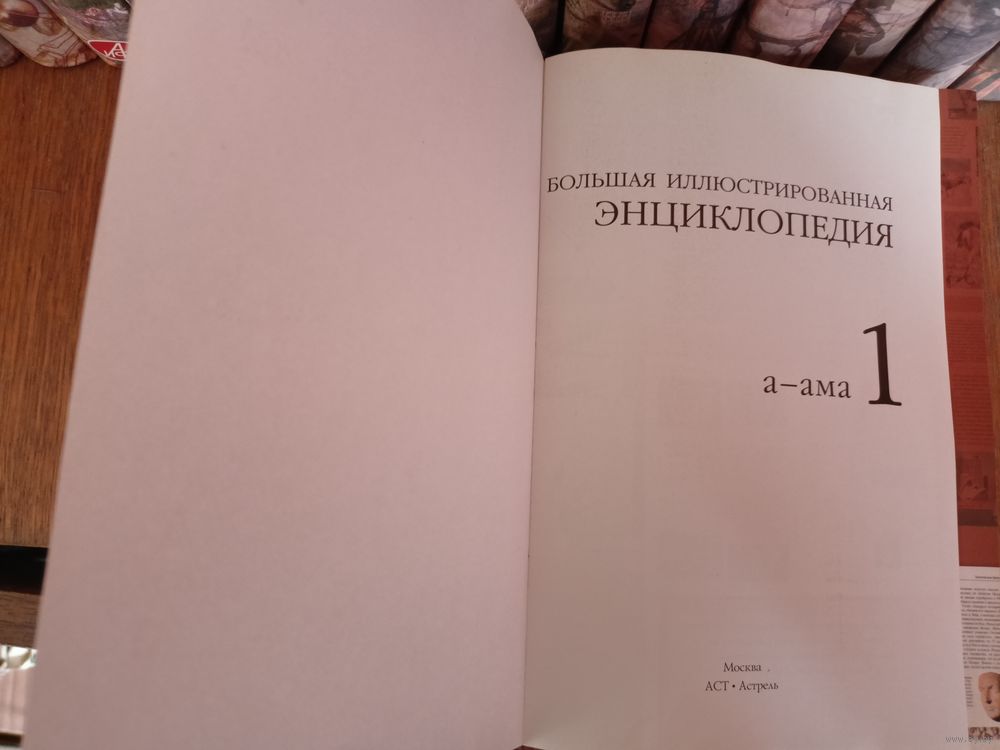 БОЛЬШАЯ ИЛЛЮСТРИРОВАННАЯ
ЭНЦИКЛОПЕДИЯ
а–ама 1
Москва
АСТ • Астрель